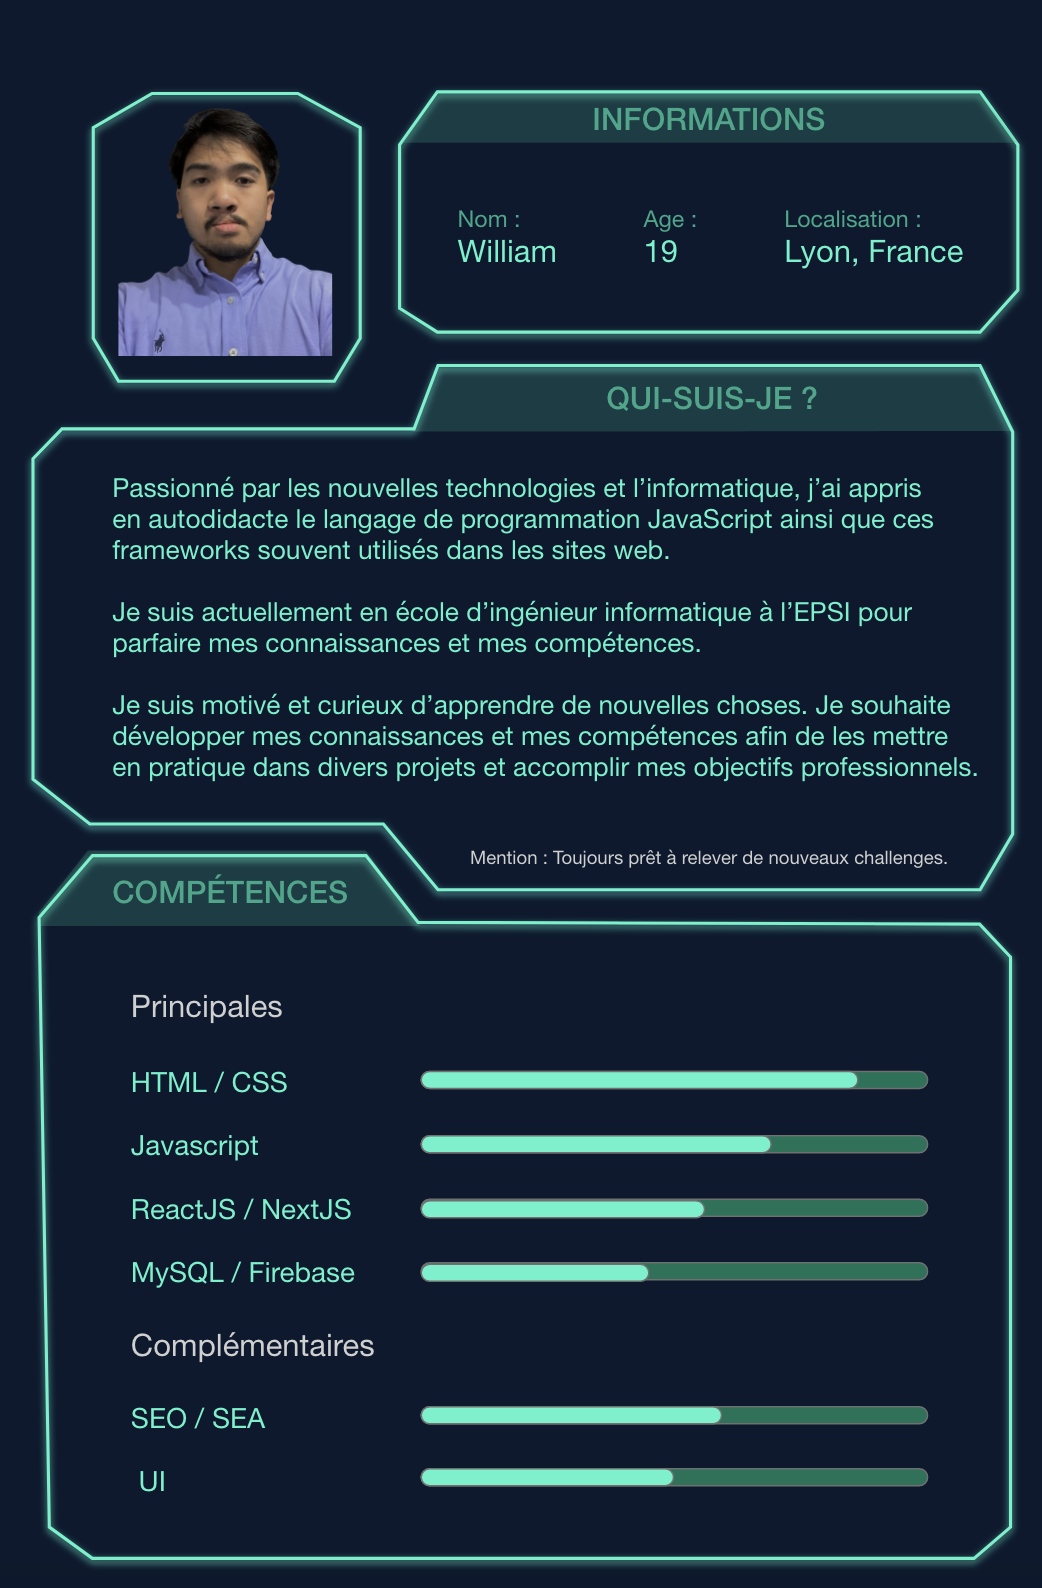 INFORMATIONS
Nom :
Age :
Localisation :
William
19
Lyon, France
QUI-SUIS-JE ?
Passionné par les nouvelles technologies et l’informatique, j’ai appris
en autodidacte le langage de programmation JavaScript ainsi que ces
frameworks souvent utilisés dans les sites web.
Je suis actuellement en école d’ingénieur informatique à l’EPSI pour
parfaire mes connaissances et mes compétences.
Je suis motivé et curieux d’apprendre de nouvelles choses. Je souhaite
développer mes connaissances et mes compétences afin de les mettre
en pratique dans divers projets et accomplir mes objectifs professionnels.
Mention : Toujours prêt à relever de nouveaux challenges.
COMPÉTENCES
Principales
HTML / CSS
Javascript
ReactJS / NextJS
MySQL / Firebase
Complémentaires
SEO / SEA
UI